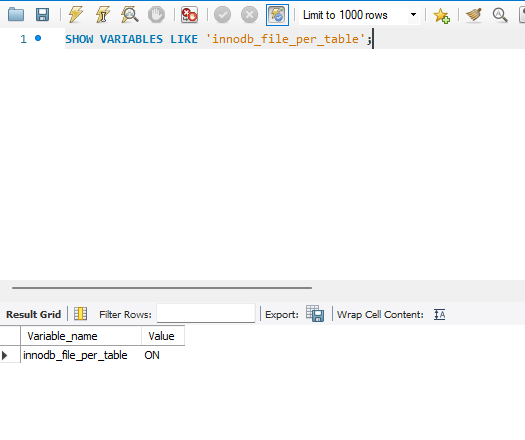 Limit to 1000 rows
1 SHOW VARIABLES LIKE 'innodb_file_per_table';
Result Grid Filter Rows: Export: Wrap Cell Content:
Variable_name Value
innodb_file_per_table ON